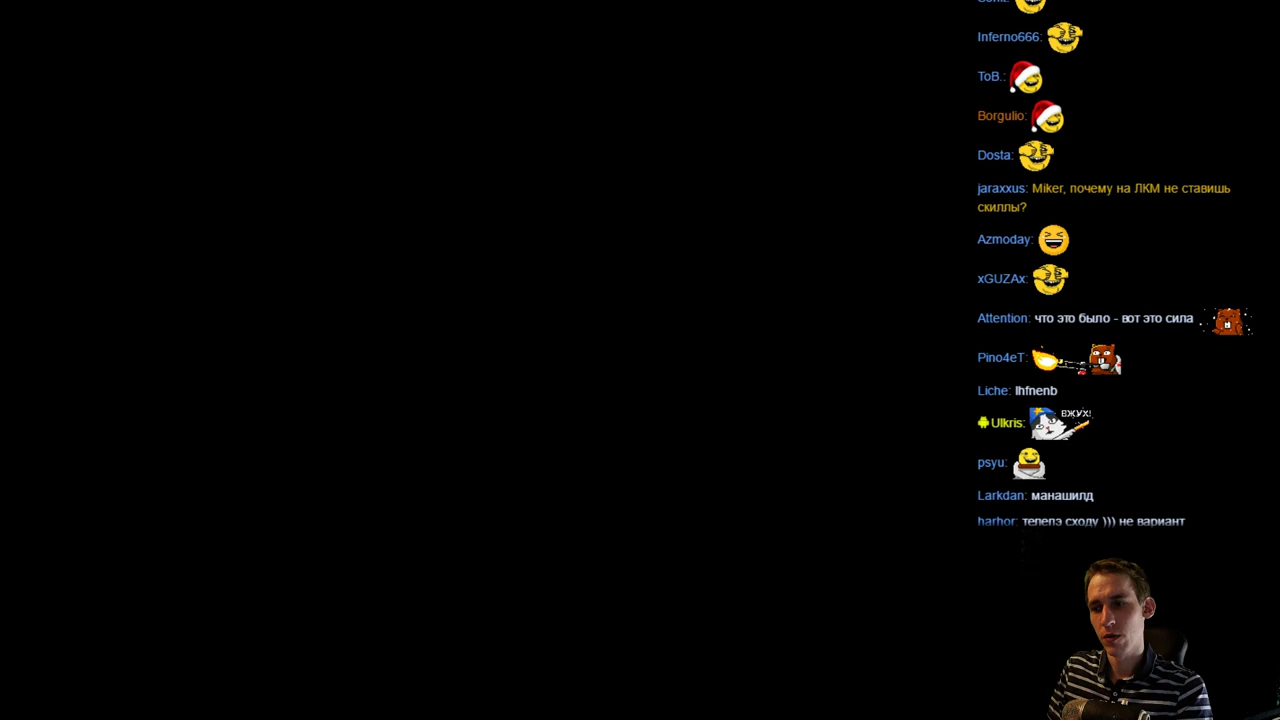 Inferno666:
ToB.:
Borgulio:
Dosta:
jaraxxus: Miker, почему на ЛКМ не ставишь
скиллы?
Azmoday:
xGUZAx:
Attention: что это было - вот это сила
Pino4eT:
Liche: lhfnenb
Ulkris: ВЖУХ!
psyu:
Larkdan: манашилд
harhor: телепэ сходу ))) не вариант